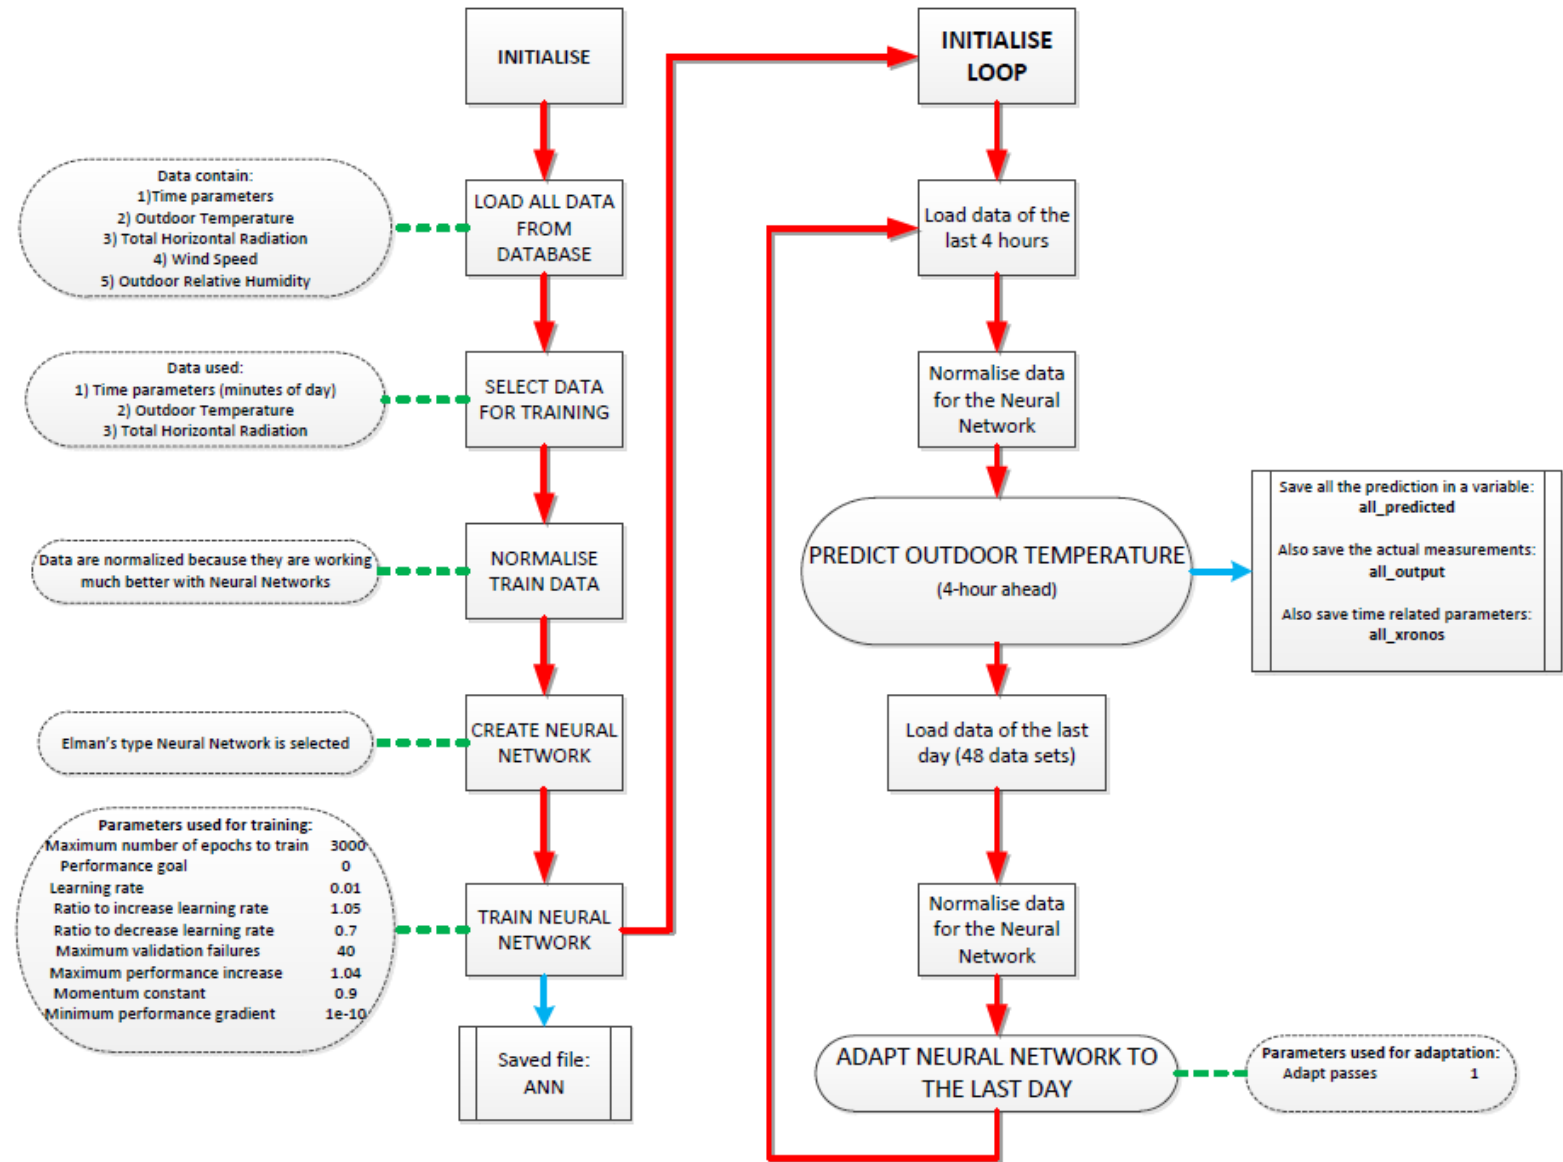 INITIALISE
Data contain:
1)Time parameters
2) Outdoor Temperature
3) Total Horizontal Radiation
4) Wind Speed
5) Outdoor Relative Humidity
LOAD ALL DATA
FROM
DATABASE
Data used:
1) Time parameters (minutes of day)
2) Outdoor Temperature
3) Total Horizontal Radiation
SELECT DATA
FOR TRAINING
Data are normalized because they are working
much better with Neural Networks
NORMALISE
TRAIN DATA
Elman's type Neural Network is selected
CREATE NEURAL
NETWORK
Parameters used for training:
Maximum number of epochs to train 3000
Performance goal 0
Learning rate 0.01
Ratio to increase learning rate 1.05
Ratio to decrease learning rate 0.7
Maximum validation failures 40
Maximum performance increase 1.04
Momentum constant 0.9
Minimum performance gradient 1e-10
TRAIN NEURAL
NETWORK
Saved file:
ANN
INITIALISE
LOOP
Load data of the
last 4 hours
Normalise data
for the Neural
Network
PREDICT OUTDOOR TEMPERATURE
(4-hour ahead)
Save all the prediction in a variable:
all_predicted
Also save the actual measurements:
all_output
Also save time related parameters:
all_xronos
Load data of the last
day (48 data sets)
Normalise data
for the Neural
Network
ADAPT NEURAL NETWORK TO
THE LAST DAY
Parameters used for adaptation:
Adapt passes 1